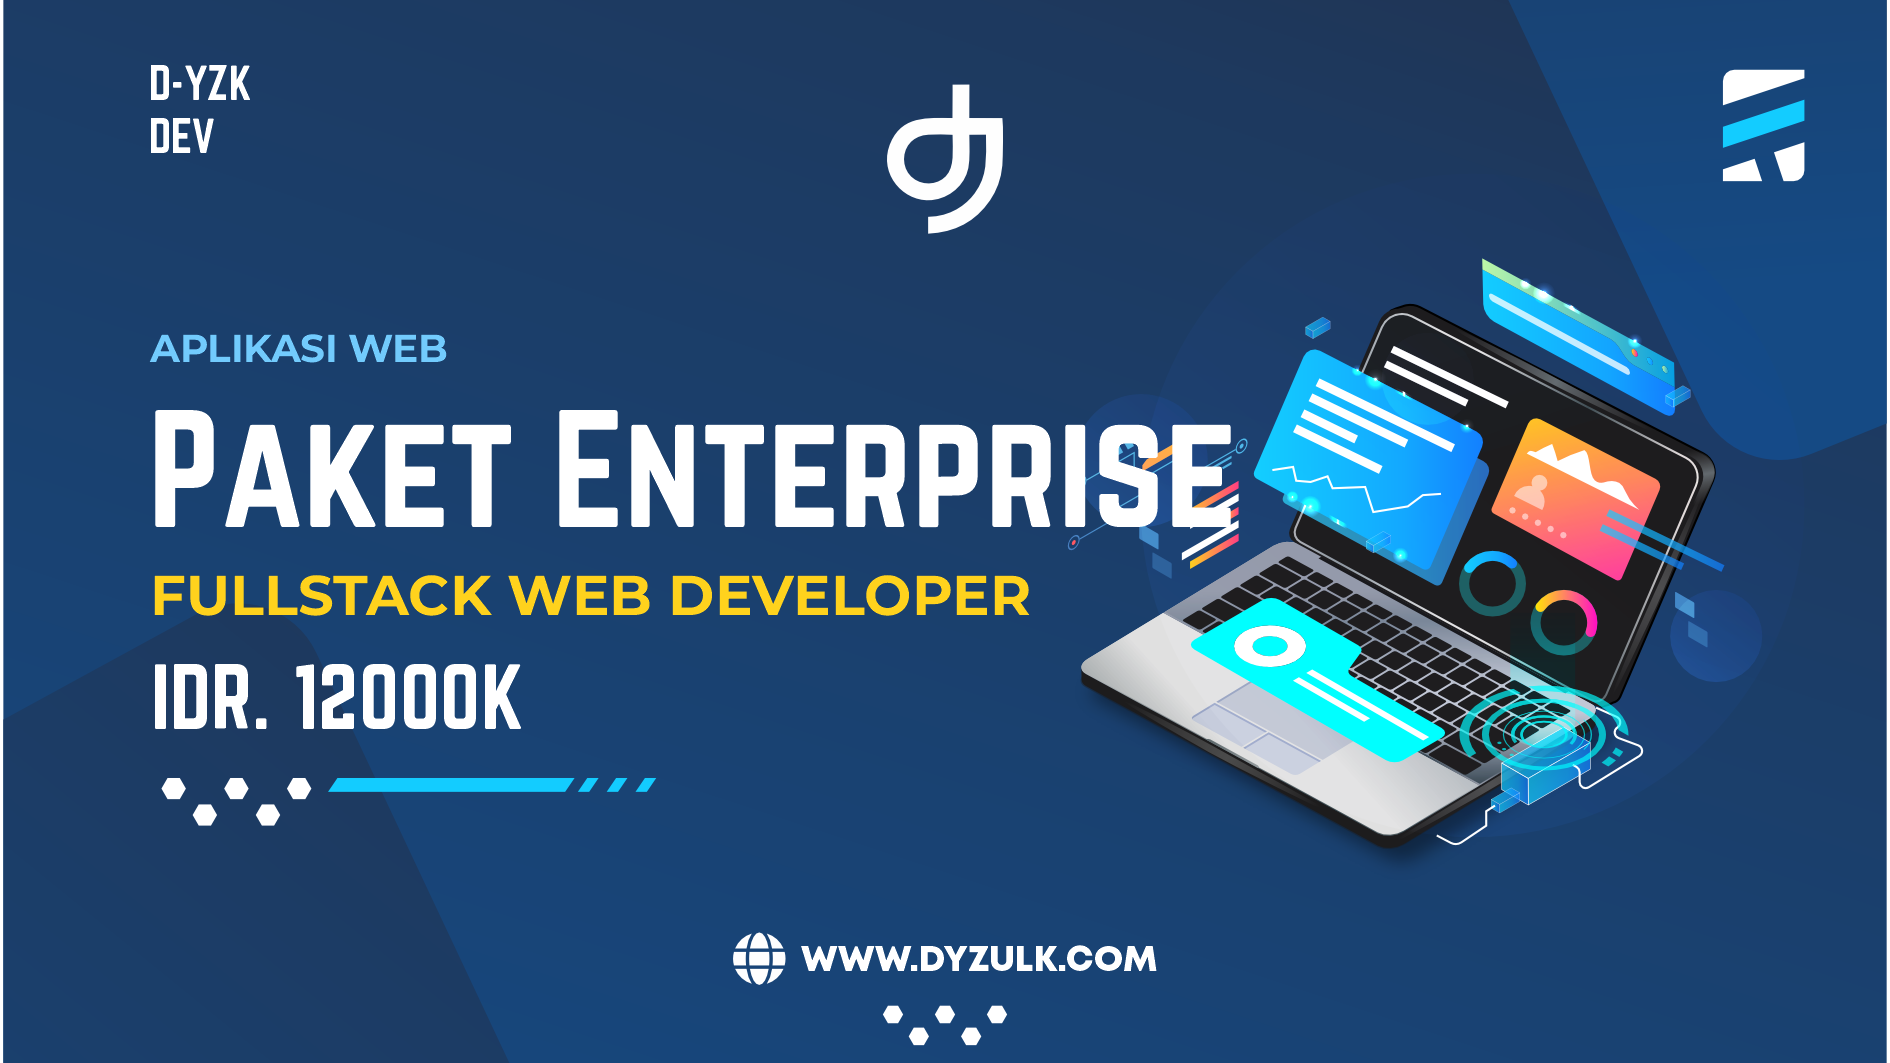 D-YZK
DEV
APLIKASI WEB
PAKET ENTERPRISE
FULLSTACK WEB DEVELOPER
IDR. 12000K
WWW.DYZULK.COM